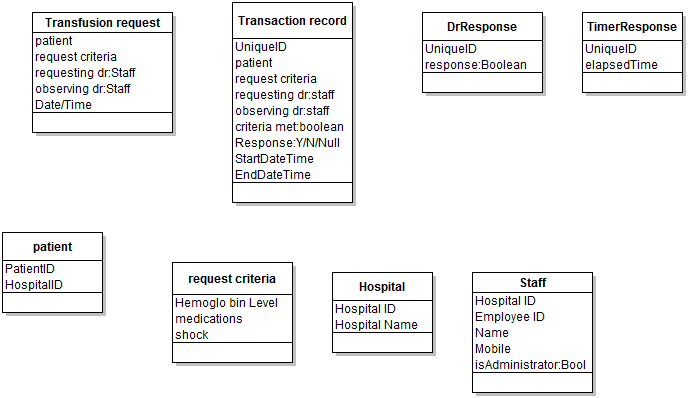 Transfusion request
patient
request criteria
requesting dr:Staff
observing dr:Staff
Date/Time
Transaction record
UniqueID
patient
request criteria
requesting dr:staff
observing dr:staff
criteria met:boolean
Response:Y/N/Null
StartDateTime
EndDateTime
DrResponse
UniqueID
response:Boolean
TimerResponse
UniqueID
elapsedTime
patient
PatientID
HospitalID
request criteria
Hemoglo bin Level
medications
shock
Hospital
Hospital ID
Hospital Name
Staff
Hospital ID
Employee ID
Name
Mobile
isAdministrator:Bool